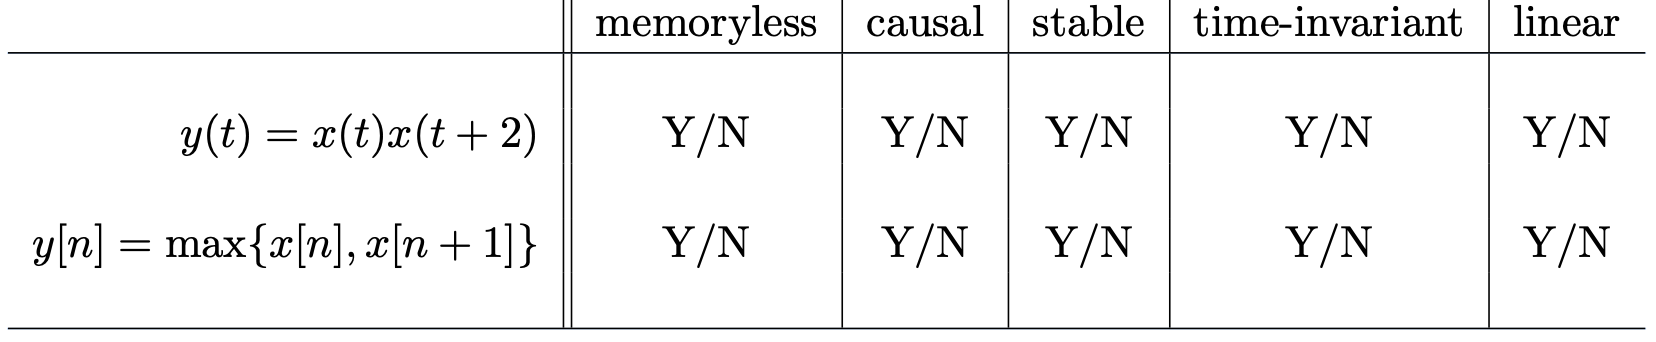 memoryless causal stable time-invariant linear
y(t) = x(t)x(t + 2) Y/N Y/N Y/N Y/N Y/N
y[n] = max{x[n], x[n + 1]} Y/N Y/N Y/N Y/N Y/N